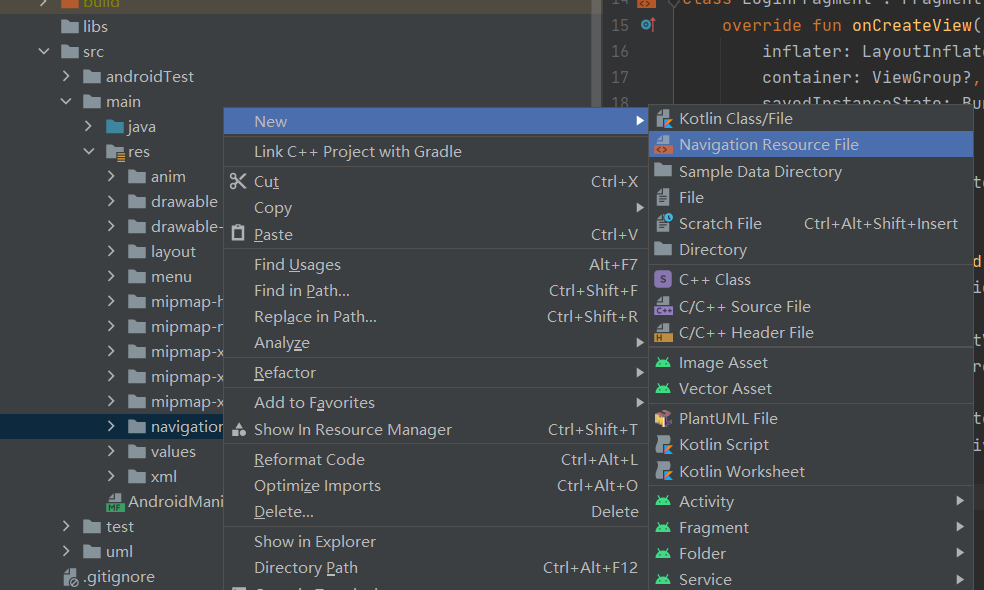 build
libs
src
androidTest
main
java
res
anim
drawable
drawable-
layout
menu
mipmap-h
mipmap-
mipmap-x
mipmap-x
mipmap-x
navigation
values
xml
AndroidMani
test
uml
.gitignore
New
Link C++ Project with Gradle
Cut Ctrl+X
Copy
Paste Ctrl+V
Find Usages Alt+F7
Find in Path... Ctrl+Shift+F
Replace in Path... Ctrl+Shift+R
Analyze
Refactor
Add to Favorites
Show In Resource Manager Ctrl+Shift+T
Reformat Code Ctrl+Alt+L
Optimize Imports Ctrl+Alt+O
Delete... Delete
Show in Explorer
Directory Path Ctrl+Alt+F12
14 class LoginFragment : Fragment
15 override fun onCreateView(
16 inflater: LayoutInflat
17 container: ViewGroup?,
18 savedInstanceState: Bu
Kotlin Class/File
Navigation Resource File
Sample Data Directory
File
Scratch File Ctrl+Alt+Shift+Insert
Directory
C++ Class
C/C++ Source File
C/C++ Header File
Image Asset
Vector Asset
PlantUML File
Kotlin Script
Kotlin Worksheet
Activity
Fragment
Folder
Service